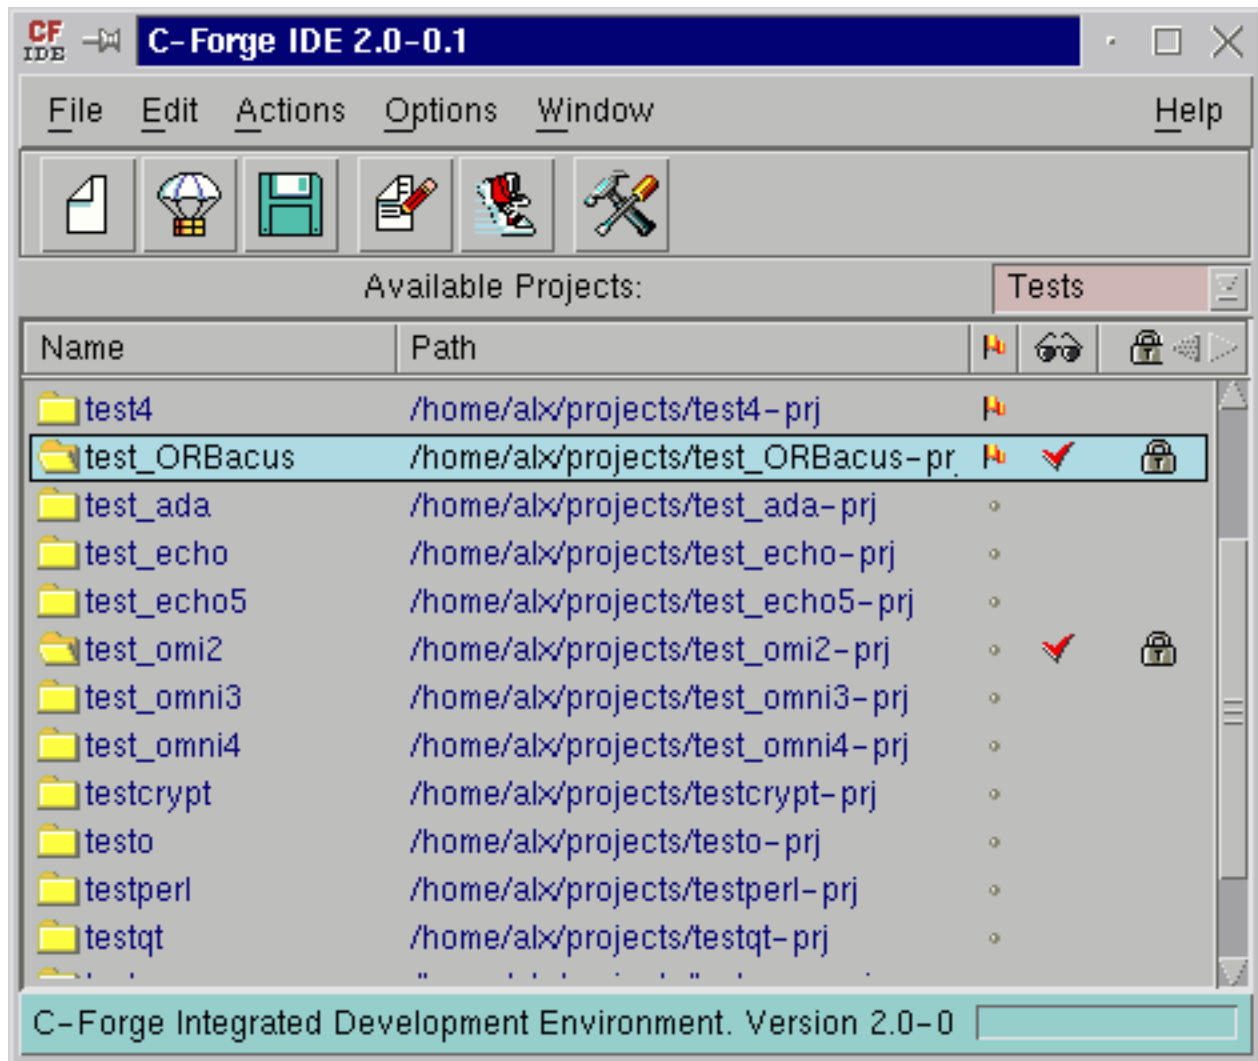 CF IDE C-Forge IDE 2.0-0.1
File Edit Actions Options Window Help
Available Projects: Tests
Name Path
test4 /home/alx/projects/test4-prj
test_ORBacus /home/alx/projects/test_ORBacus-pr
test_ada /home/alx/projects/test_ada-prj
test_echo /home/alx/projects/test_echo-prj
test_echo5 /home/alx/projects/test_echo5-prj
test_omi2 /home/alx/projects/test_omi2-prj
test_omni3 /home/alx/projects/test_omni3-prj
test_omni4 /home/alx/projects/test_omni4-prj
testcrypt /home/alx/projects/testcrypt-prj
testo /home/alx/projects/testo-prj
testperl /home/alx/projects/testperl-prj
testqt /home/alx/projects/testqt-prj
C-Forge Integrated Development Environment. Version 2.0-0